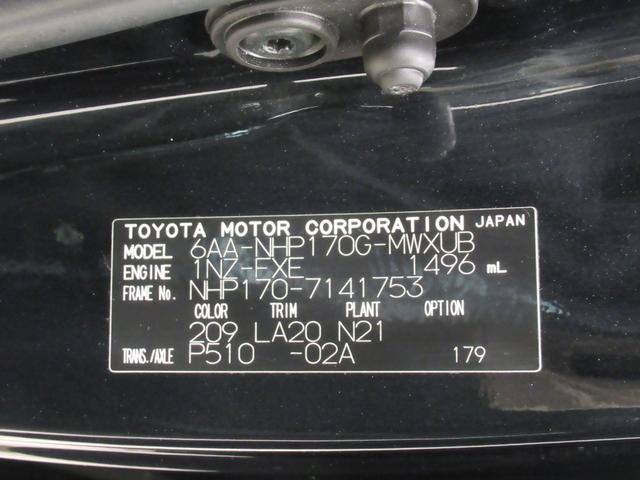 TOYOTA MOTOR CORPORATION JAPAN
MODEL 6AA-NHP170G-MWXUB
ENGINE 1NZ-EXE 1496 mL
FRAME No. NHP170-7141753
COLOR TRIM PLANT OPTION
209 LA20 N21
TRANS./AXLE P510 -02A 179